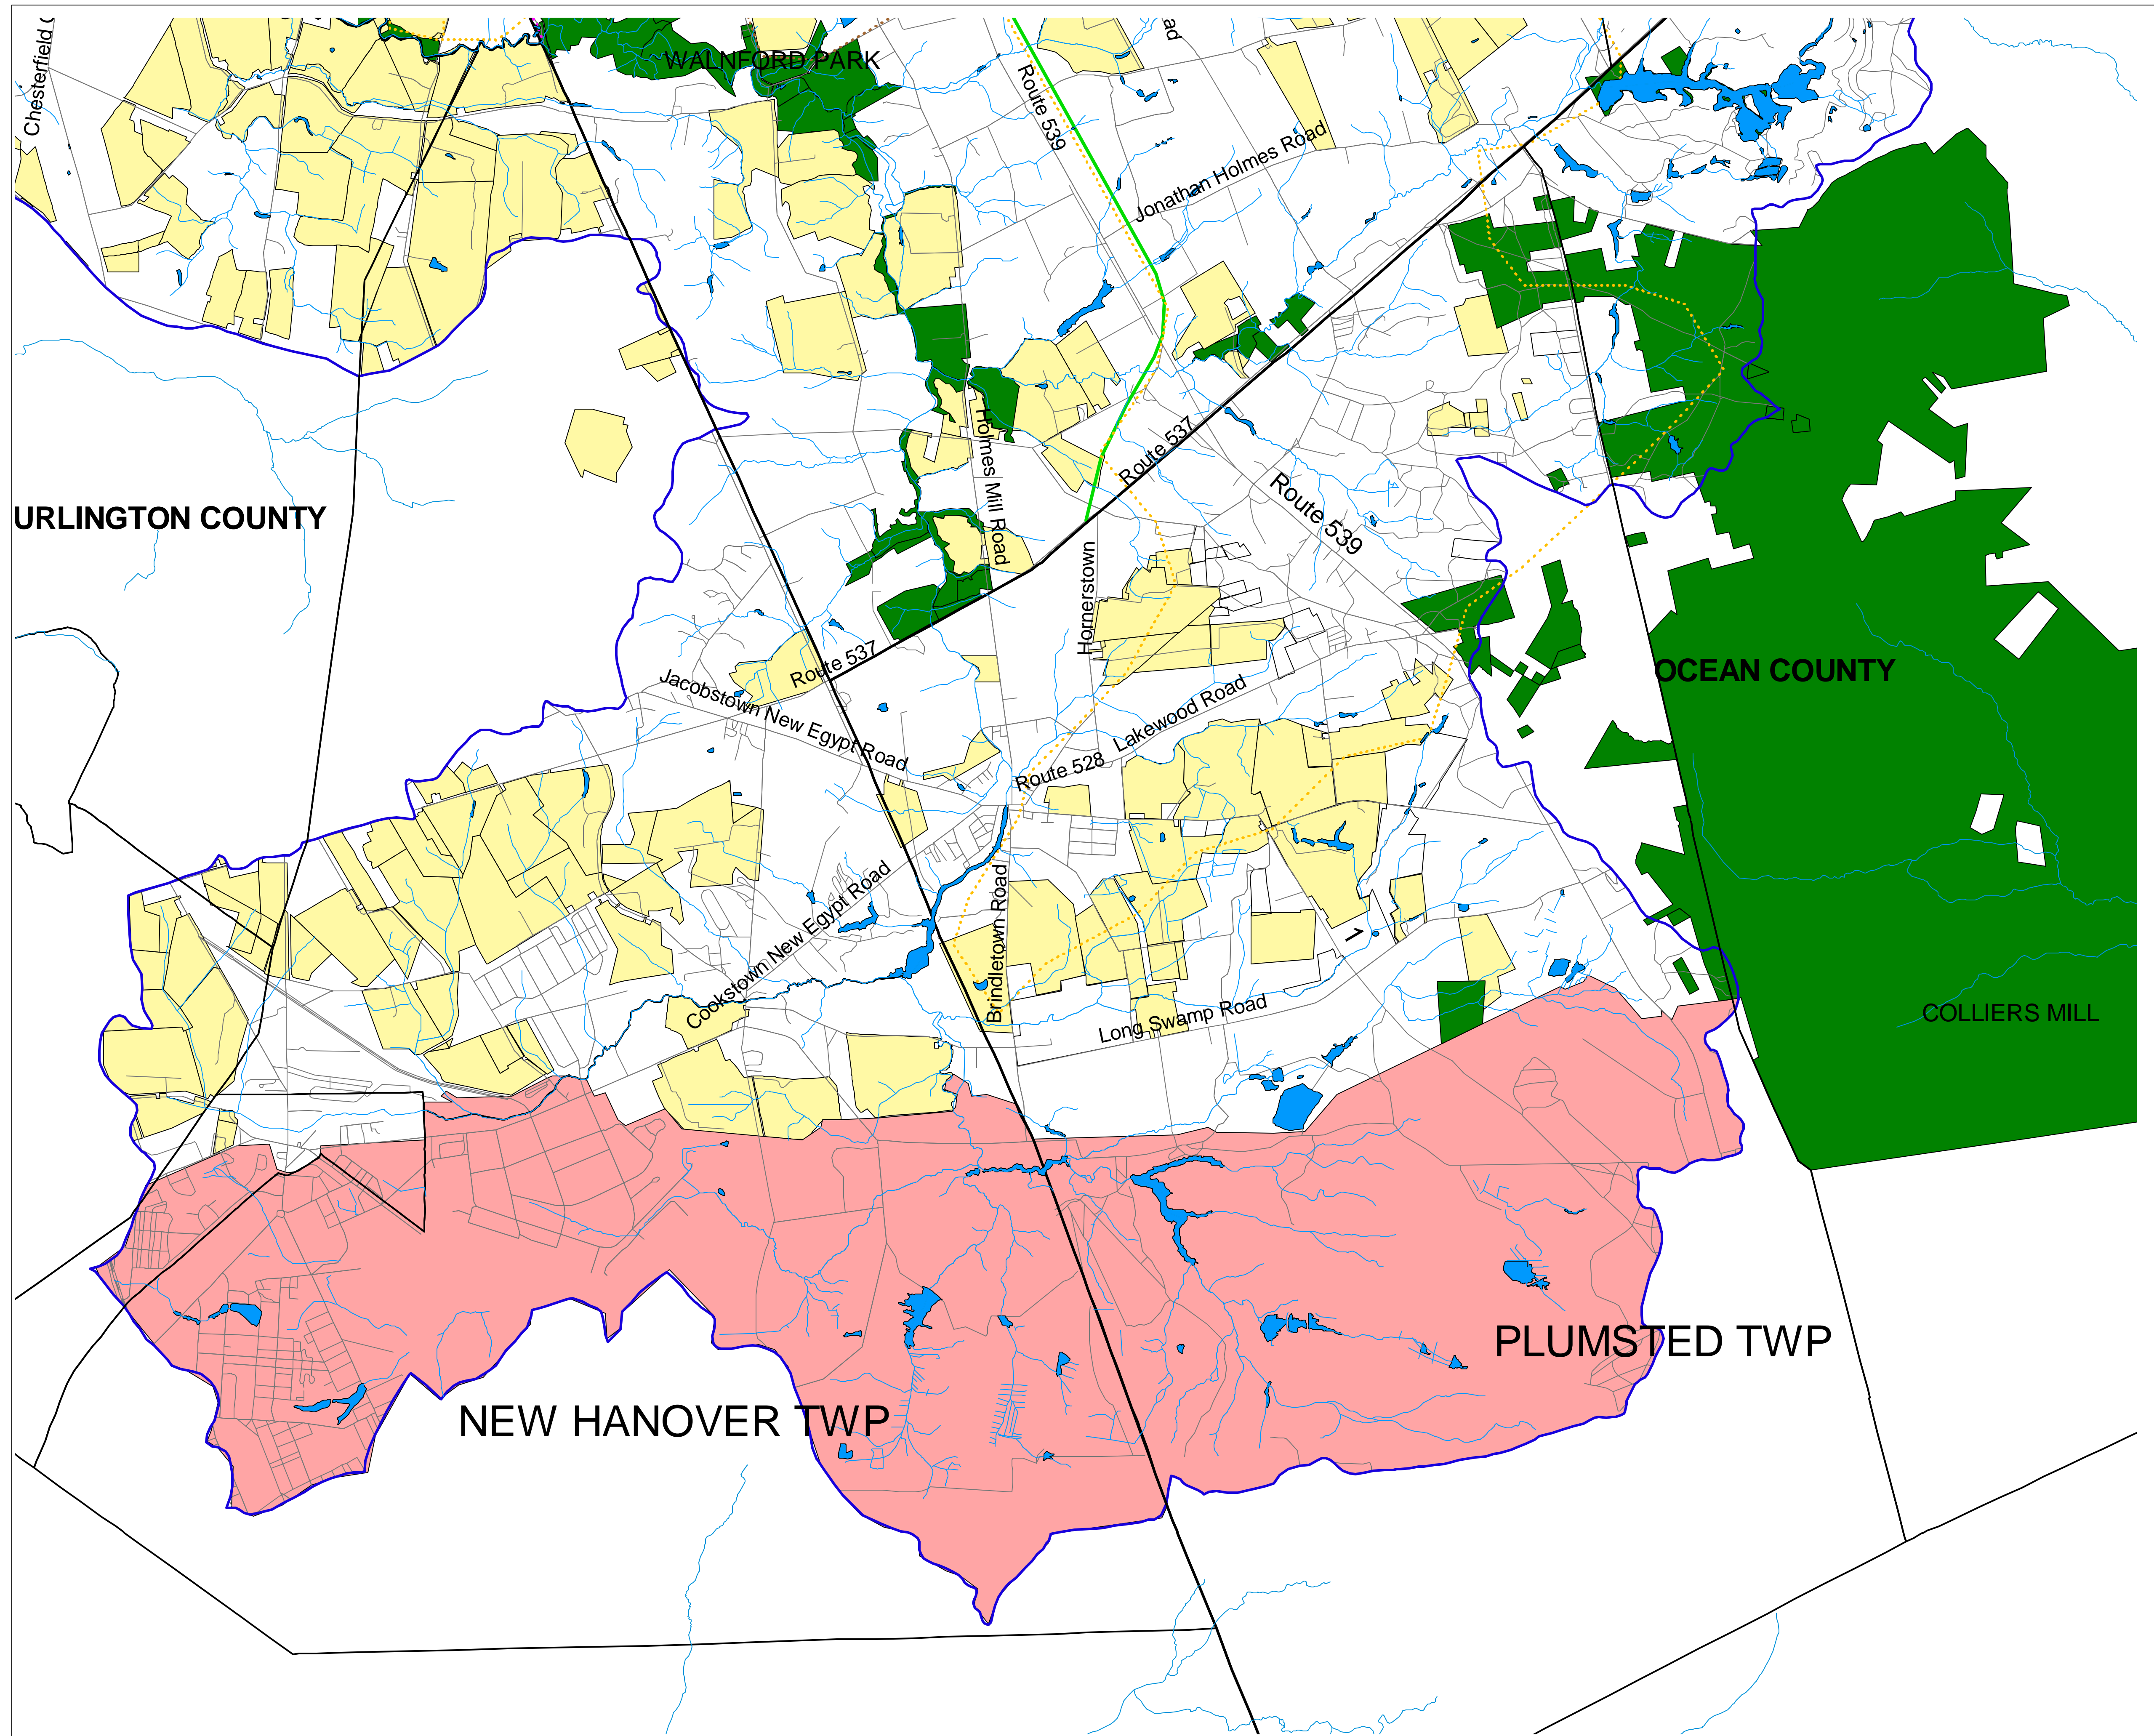 Chesterfield
WALNFORD PARK
Route 539
Jonathan Holmes Road
URLINGTON COUNTY
Holmes Mill Road
Route 537
Route 539
Hornerstown
Route 537
Jacobstown New Egypt Road
OCEAN COUNTY
Lakewood Road
Route 528
Cookstown New Egypt Road
Brindletown Road
1
Long Swamp Road
COLLIERS MILL
PLUMSTED TWP
NEW HANOVER TWP